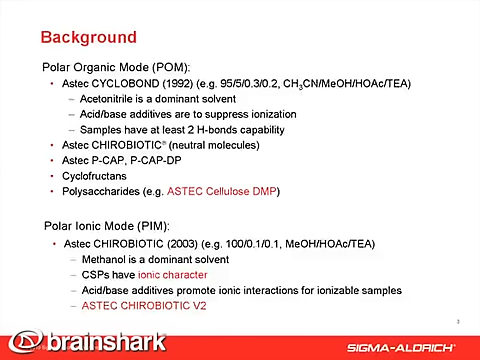 Background
Polar Organic Mode (POM):
• Astec CYCLOBOND (1992) (e.g. 95/5/0.3/0.2, CH₃CN/MeOH/HOAc/TEA)
– Acetonitrile is a dominant solvent
– Acid/base additives are to suppress ionization
– Samples have at least 2 H-bonds capability
• Astec CHIROBIOTIC® (neutral molecules)
• Astec P-CAP, P-CAP-DP
• Cyclofructans
• Polysaccharides (e.g. ASTEC Cellulose DMP)
Polar Ionic Mode (PIM):
• Astec CHIROBIOTIC (2003) (e.g. 100/0.1/0.1, MeOH/HOAc/TEA)
– Methanol is a dominant solvent
– CSPs have ionic character
– Acid/base additives promote ionic interactions for ionizable samples
– ASTEC CHIROBIOTIC V2
3
brainshark SIGMA-ALDRICH